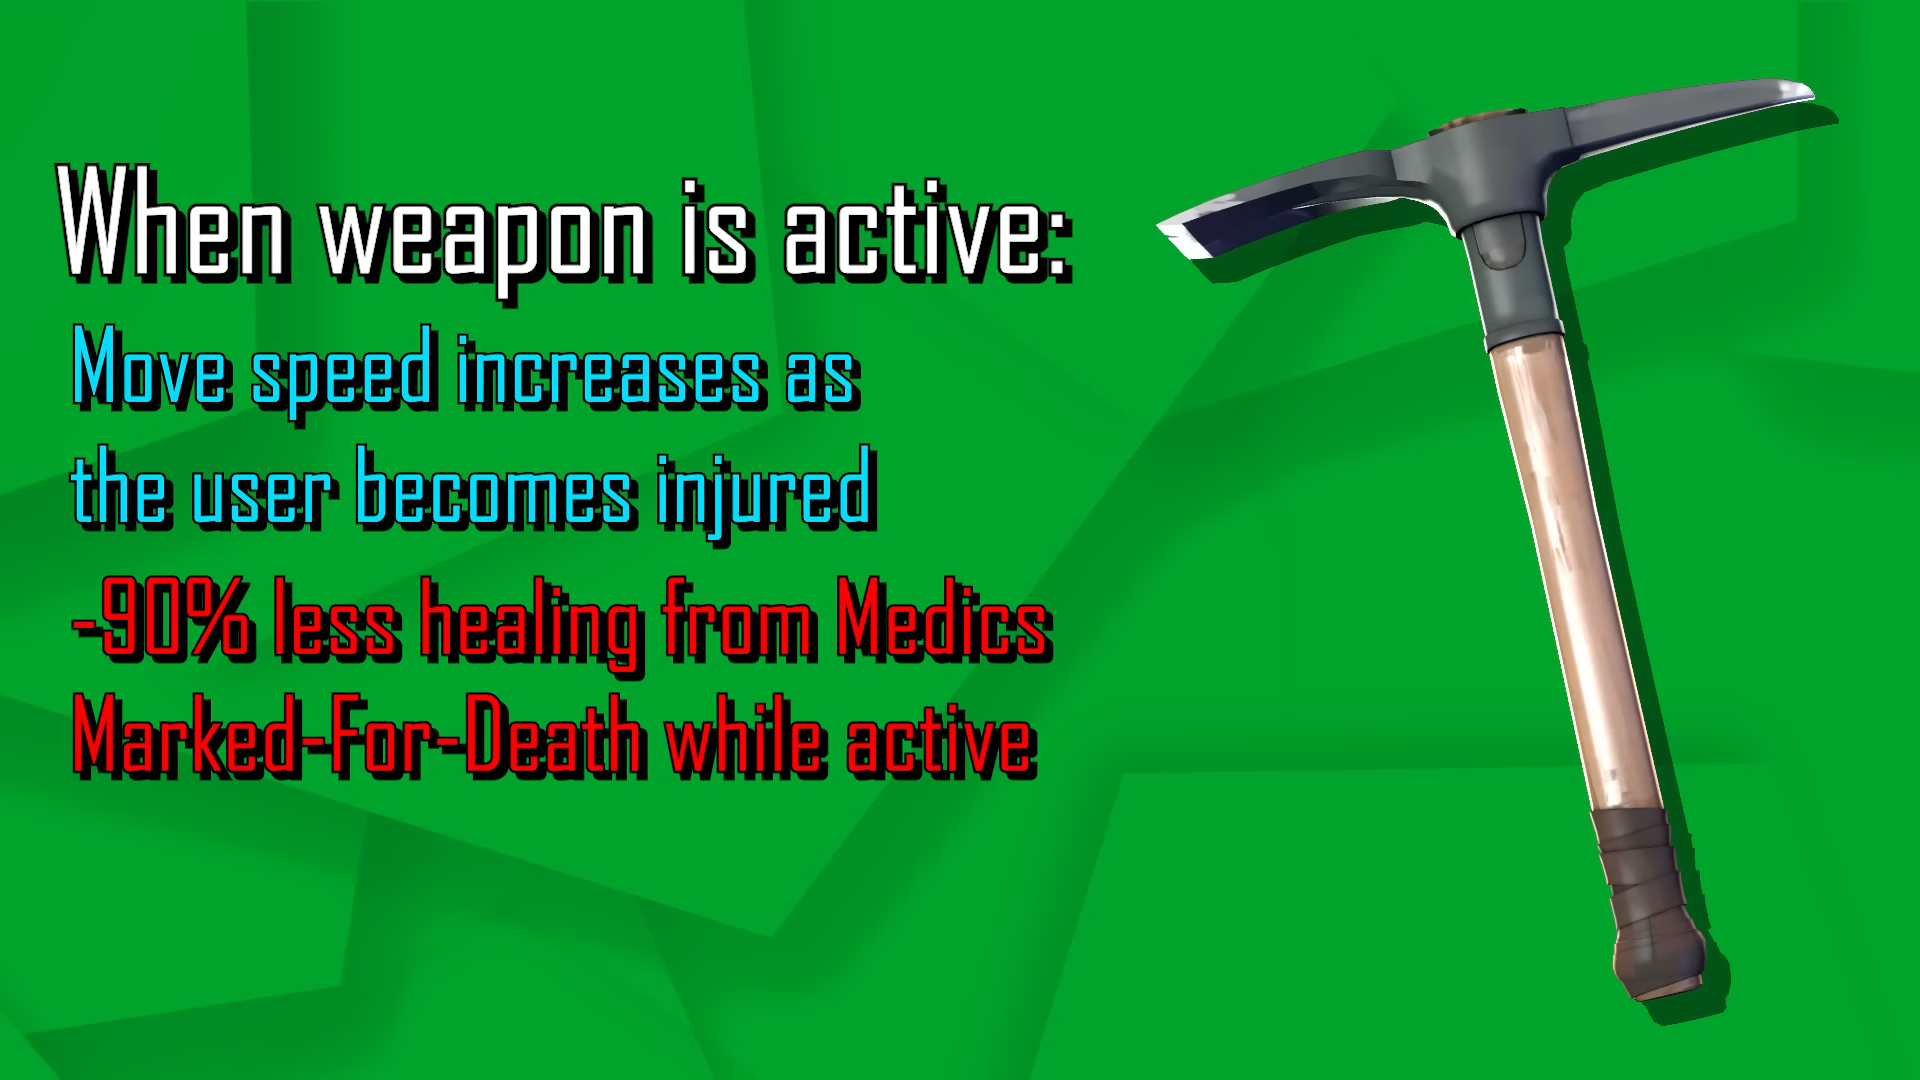 When weapon is active:
Move speed increases as
the user becomes injured
-90% less healing from Medics
Marked-For-Death while active